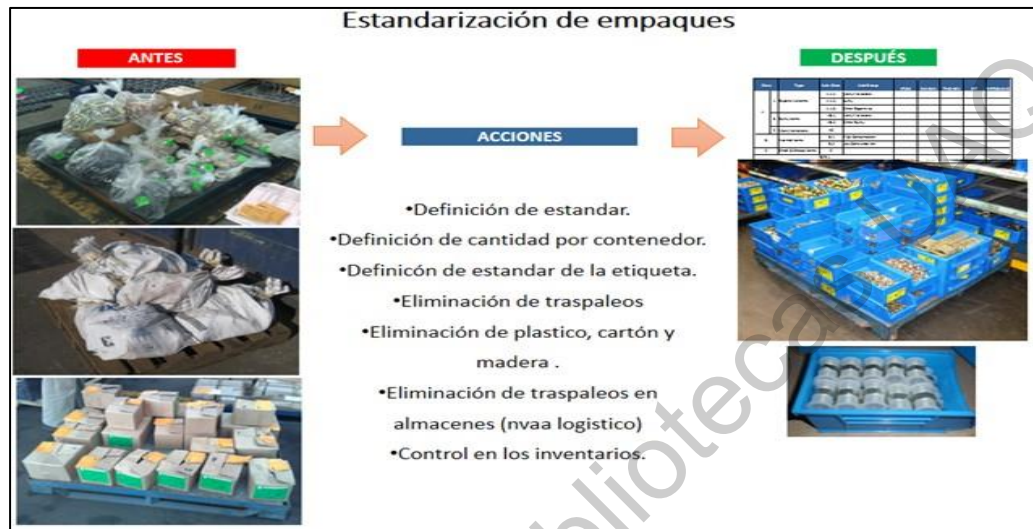 Estandarización de empaques
ANTES
DESPUÉS
ACCIONES
•Definición de estandar.
•Definición de cantidad por contenedor.
•Definicón de estandar de la etiqueta.
•Eliminación de traspaleos
•Eliminación de plastico, cartón y
madera .
•Eliminación de traspaleos en
almacenes (nvaa logistico)
•Control en los inventarios.